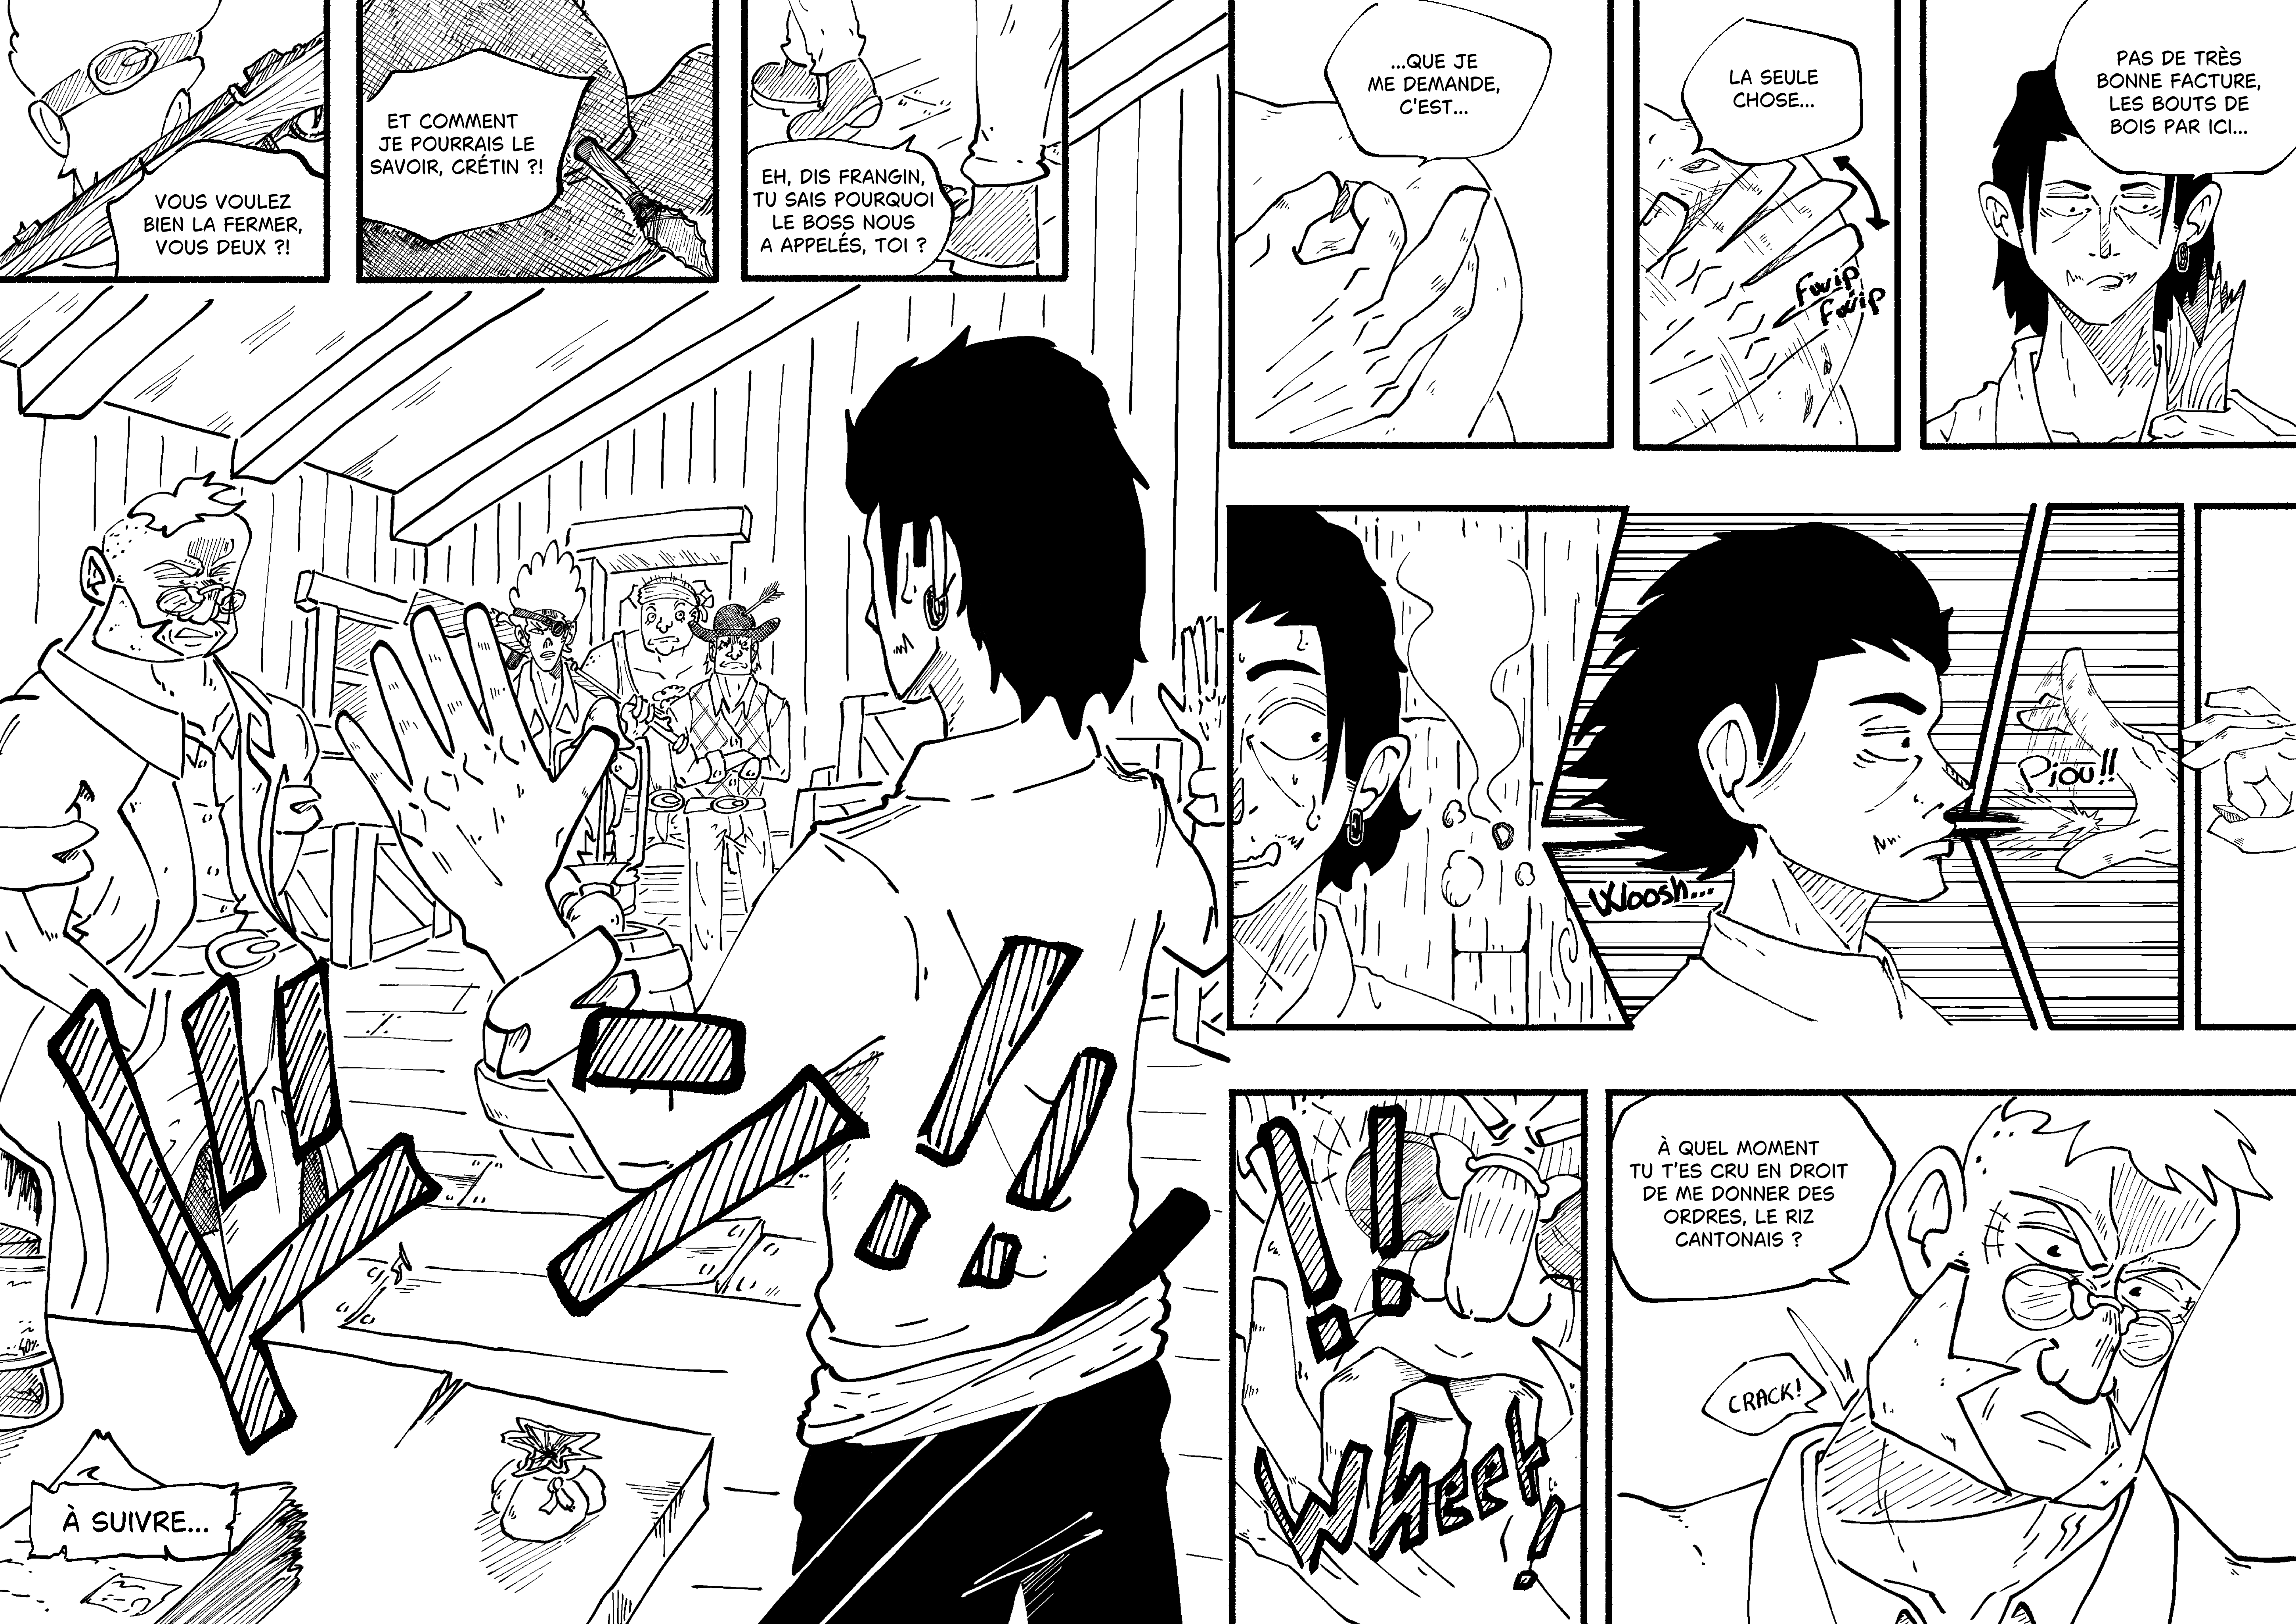 PAS DE TRÈS
BONNE FACTURE,
LES BOUTS DE
BOIS PAR ICI...
LA SEULE
CHOSE...
Fwip
Fwip
...QUE JE
ME DEMANDE,
C'EST...
Piou!!
Woosh...
À QUEL MOMENT
TU T'ES CRU EN DROIT
DE ME DONNER DES
ORDRES, LE RIZ
CANTONAIS ?
CRACK!
!!
Wheet!
EH, DIS FRANGIN,
TU SAIS POURQUOI
LE BOSS NOUS
A APPELÉS, TOI ?
ET COMMENT
JE POURRAIS LE
SAVOIR, CRÉTIN ?!
VOUS VOULEZ
BIEN LA FERMER,
VOUS DEUX ?!
!!
40%
À SUIVRE...